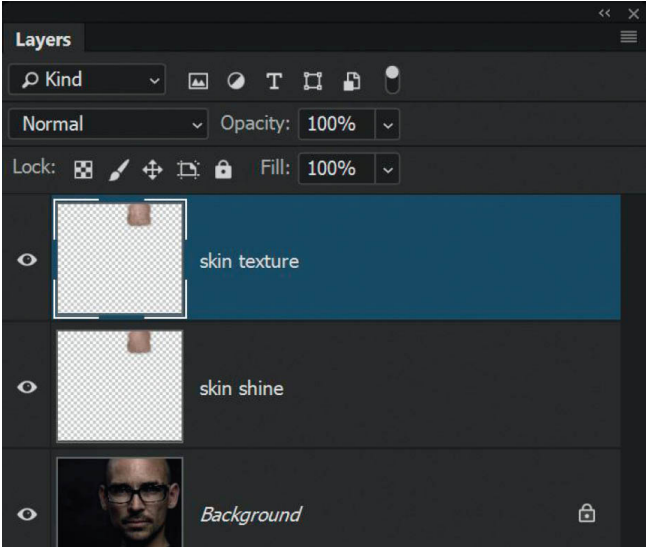 Layers
Kind
Normal Opacity: 100%
Lock: Fill: 100%
skin texture
skin shine
Background